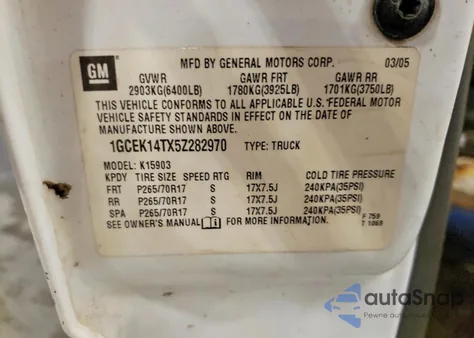 GM
MFD BY GENERAL MOTORS CORP. 03/05
GVWR GAWR FRT GAWR RR
2903KG(6400LB) 1780KG(3925LB) 1701KG(3750LB)
THIS VEHICLE CONFORMS TO ALL APPLICABLE U.S. FEDERAL MOTOR
VEHICLE SAFETY STANDARDS IN EFFECT ON THE DATE OF
MANUFACTURE SHOWN ABOVE.
1GCEK14TX5Z282970 TYPE: TRUCK
MODEL: K15903
KPDY TIRE SIZE SPEED RTG RIM COLD TIRE PRESSURE
FRT P265/70R17 S 17X7.5J 240KPA(35PSI)
RR P265/70R17 S 17X7.5J 240KPA(35PSI)
SPA P265/70R17 S 17X7.5J 240KPA(35PSI)
SEE OWNER'S MANUAL FOR MORE INFORMATION.
F 759
T 1068
autoSnap
Pewne auto